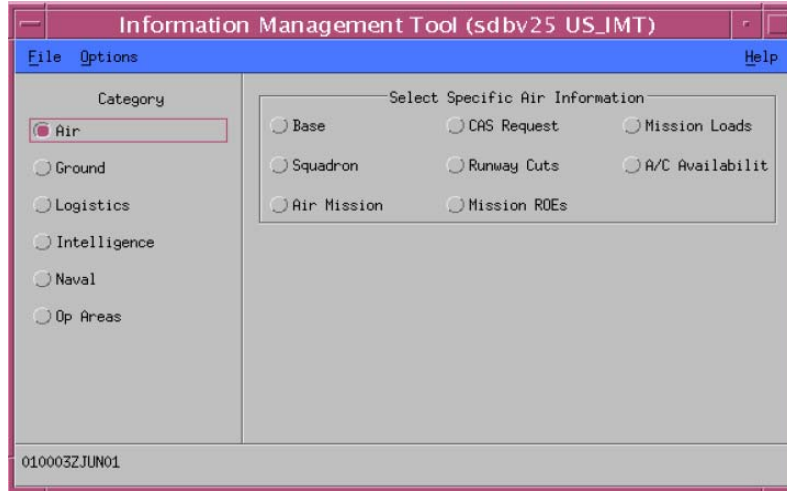 Information Management Tool (sdbv25 US_IMT)
File Options Help
Category
Air
Ground
Logistics
Intelligence
Naval
Op Areas
Select Specific Air Information
Base CAS Request Mission Loads
Squadron Runway Cuts A/C Availabilit
Air Mission Mission ROEs
010003ZJUN01